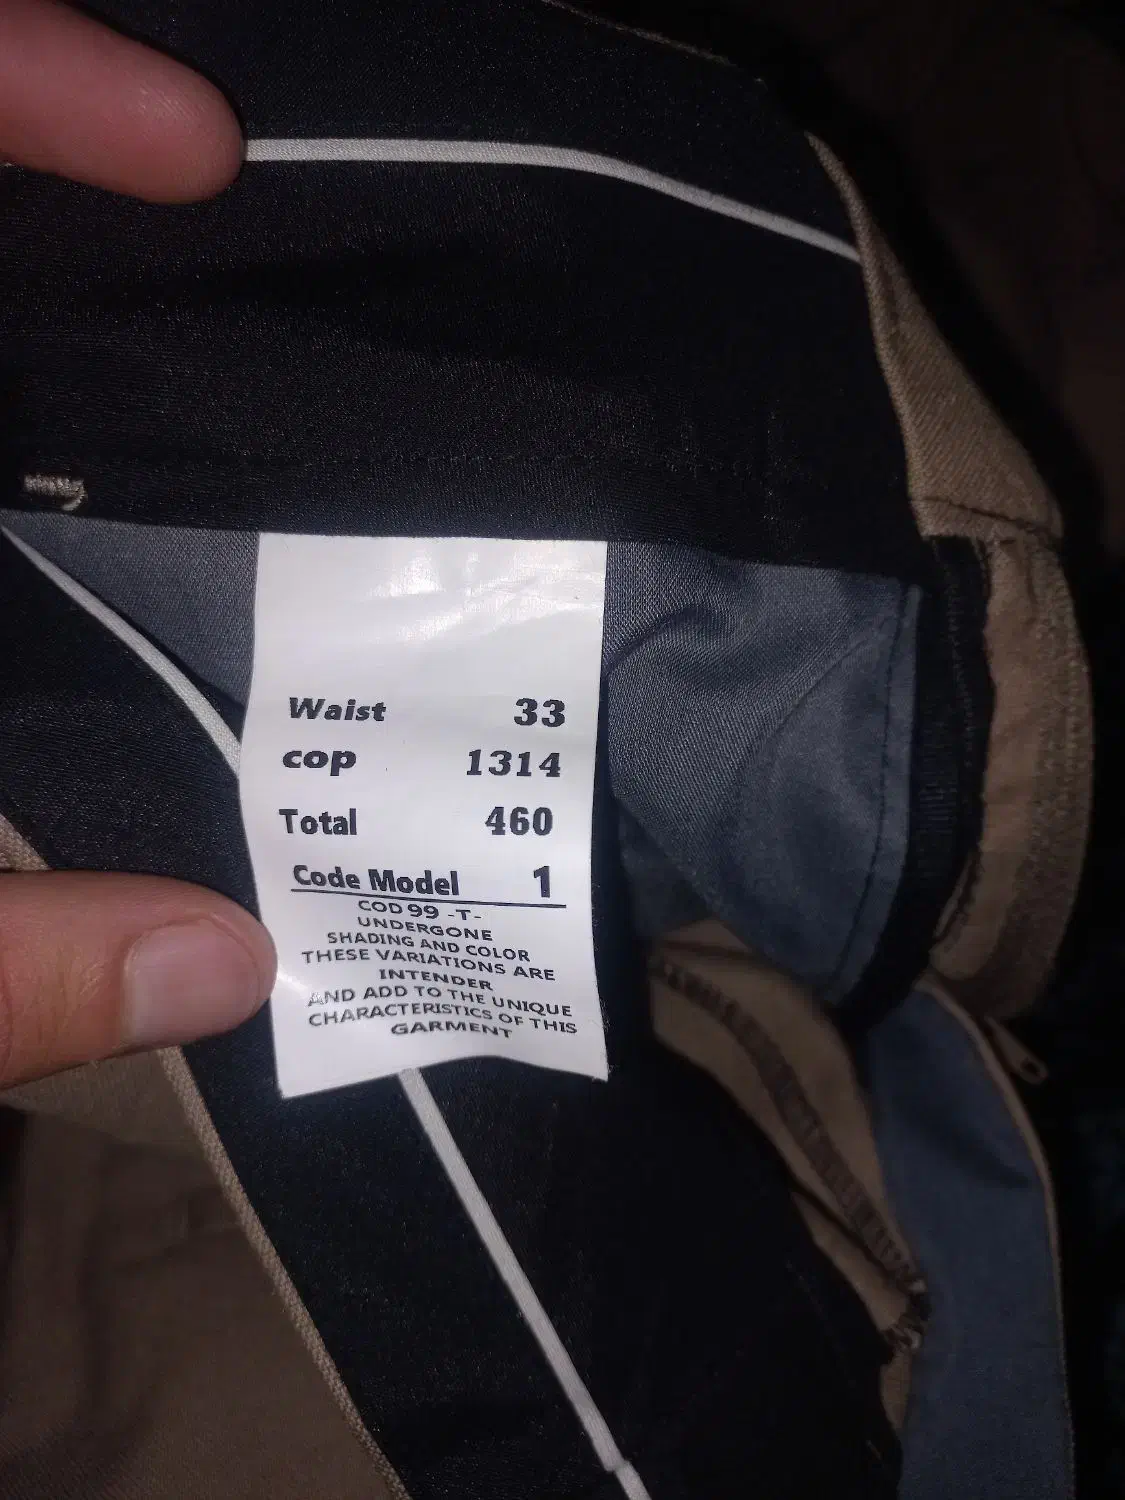 Waist 33
cop 1314
Total 460
Code Model 1
COD 99 -T-
UNDERGONE
SHADING AND COLOR
THESE VARIATIONS ARE
INTENDER
AND ADD TO THE UNIQUE
CHARACTERISTICS OF THIS
GARMENT